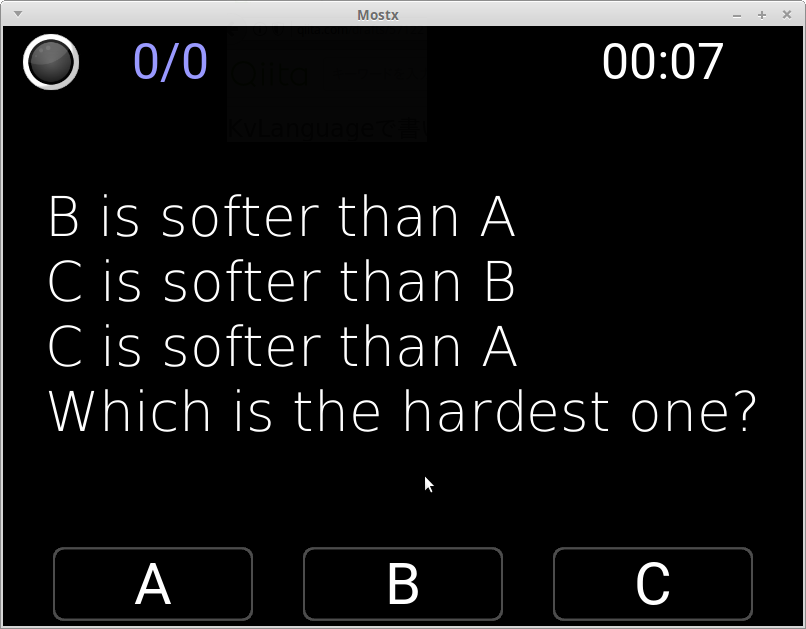 Mostx
0/0
00:07
B is softer than A
C is softer than B
C is softer than A
Which is the hardest one?
A
B
C